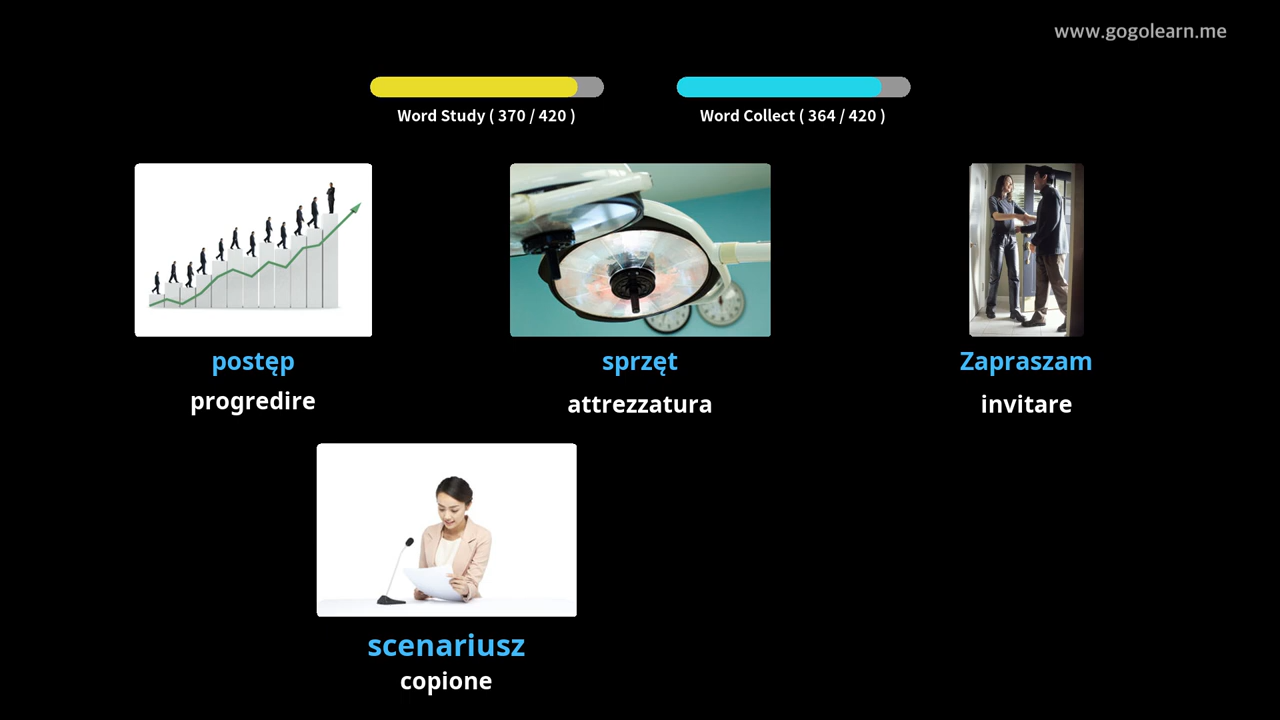 www.gogolearn.me
Word Study ( 370 / 420 )
Word Collect ( 364 / 420 )
postęp
sprzęt
Zapraszam
progredire
attrezzatura
invitare
scenariusz
copione